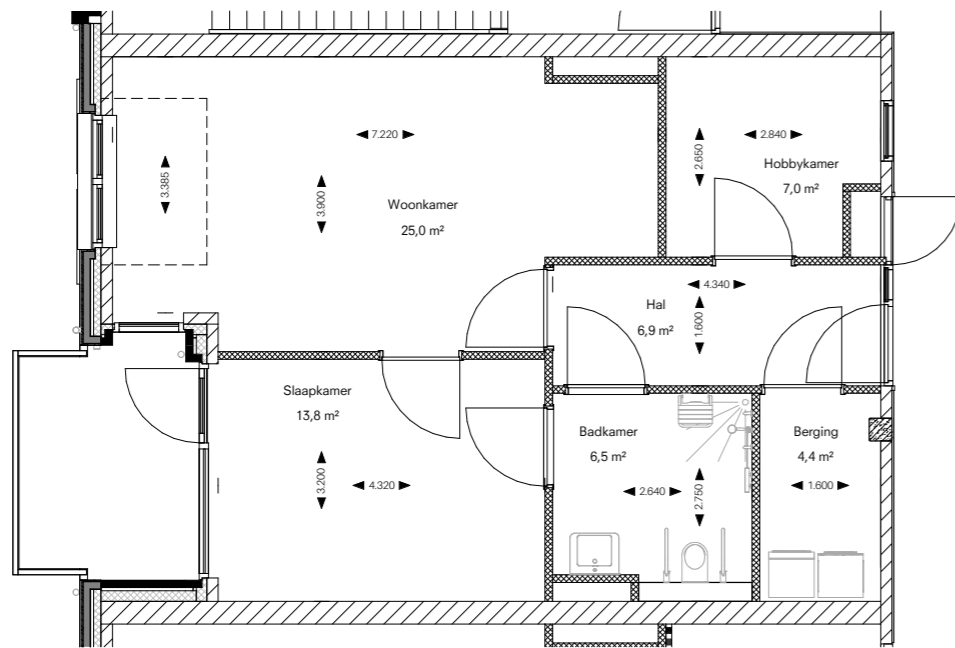 7.220
2.840
2.650
Hobbykamer
7,0 m²
3.385
3.900
Woonkamer
25,0 m²
4.340
Hal
6,9 m²
1.600
Slaapkamer
13,8 m²
Badkamer
6,5 m²
Berging
4,4 m²
3.200
4.320
2.640
2.750
1.600